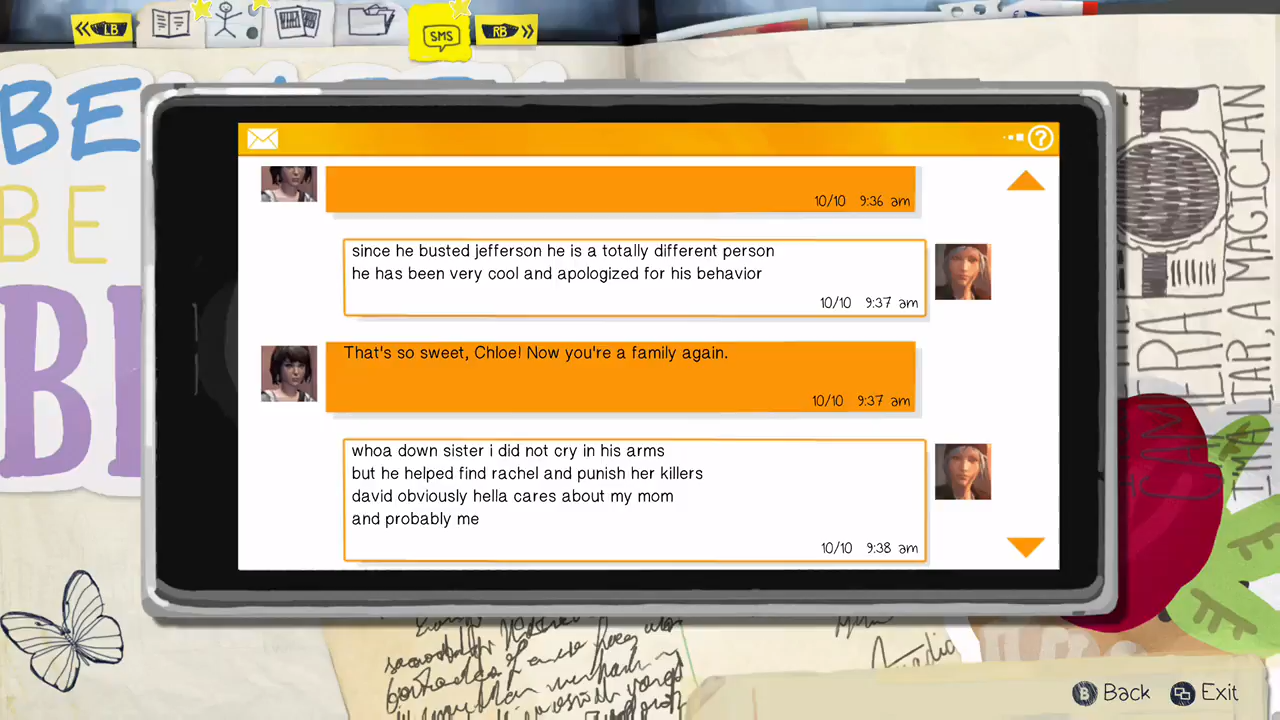 LB
SMS
RB
BE
BE
BE
10/10 9:36 am
since he busted jefferson he is a totally different person
he has been very cool and apologized for his behavior
10/10 9:37 am
That's so sweet, Chloe! Now you're a family again.
10/10 9:37 am
whoa down sister i did not cry in his arms
but he helped find rachel and punish her killers
david obviously hella cares about my mom
and probably me
10/10 9:38 am
?
CAMERA
I'M A LIAR, A MAGICIAN
B Back
Exit